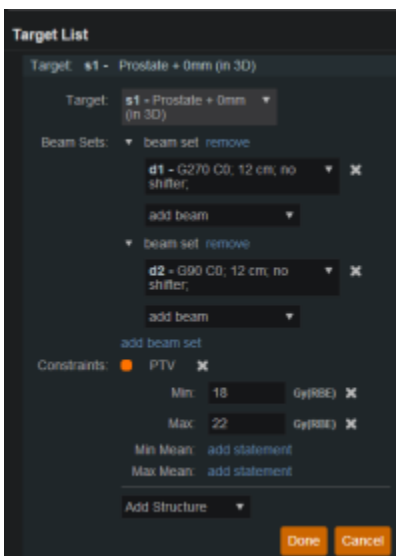 Target List
Target: s1 - Prostate + 0mm (in 3D)
Target: s1 - Prostate + 0mm
(in 3D)
Beam Sets: beam set remove
d1 - G270 C0; 12 cm; no
shifter;
add beam
beam set remove
d2 - G90 C0; 12 cm; no
shifter;
add beam
add beam set
Constraints: PTV
Min: 18 Gy(RBE)
Max: 22 Gy(RBE)
Min Mean: add statement
Max Mean: add statement
Add Structure
Done Cancel